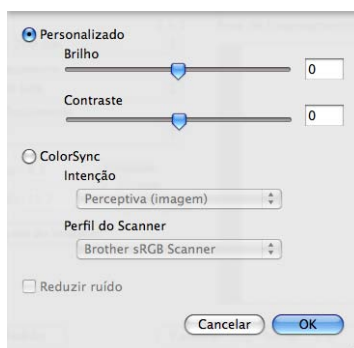 Personalizado
Brilho
0
Contraste
0
ColorSync
Intenção
Perceptiva (imagem)
Perfil do Scanner
Brother sRGB Scanner
Reduzir ruído
Cancelar OK